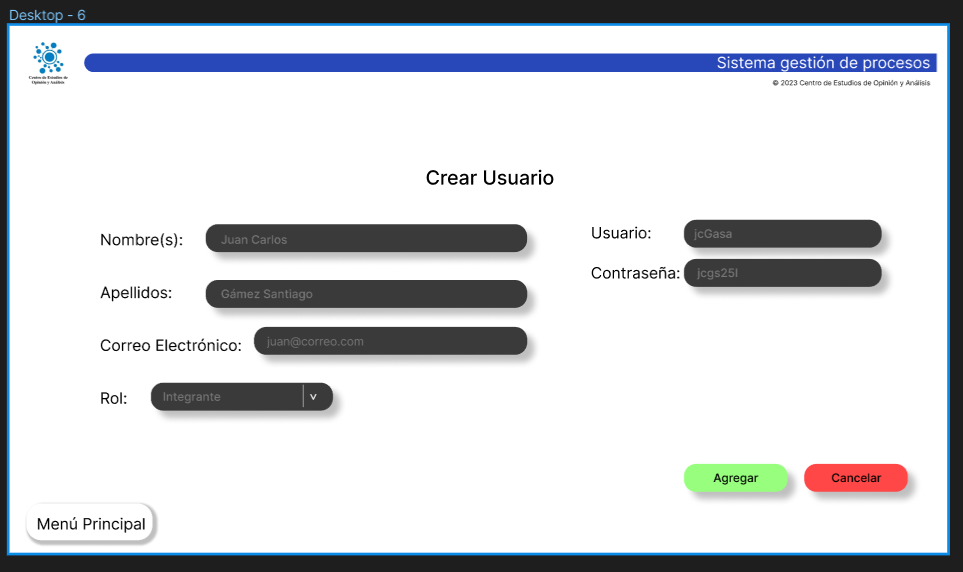 Desktop - 6
Centro de Estudios de
Opinión y Análisis
Sistema gestión de procesos
© 2023 Centro de Estudios de Opinión y Análisis
Crear Usuario
Nombre(s):
Juan Carlos
Apellidos:
Gámez Santiago
Correo Electrónico:
juan@correo.com
Rol:
Integrante
v
Usuario:
jcGasa
Contraseña:
jcgs25l
Agregar
Cancelar
Menú Principal